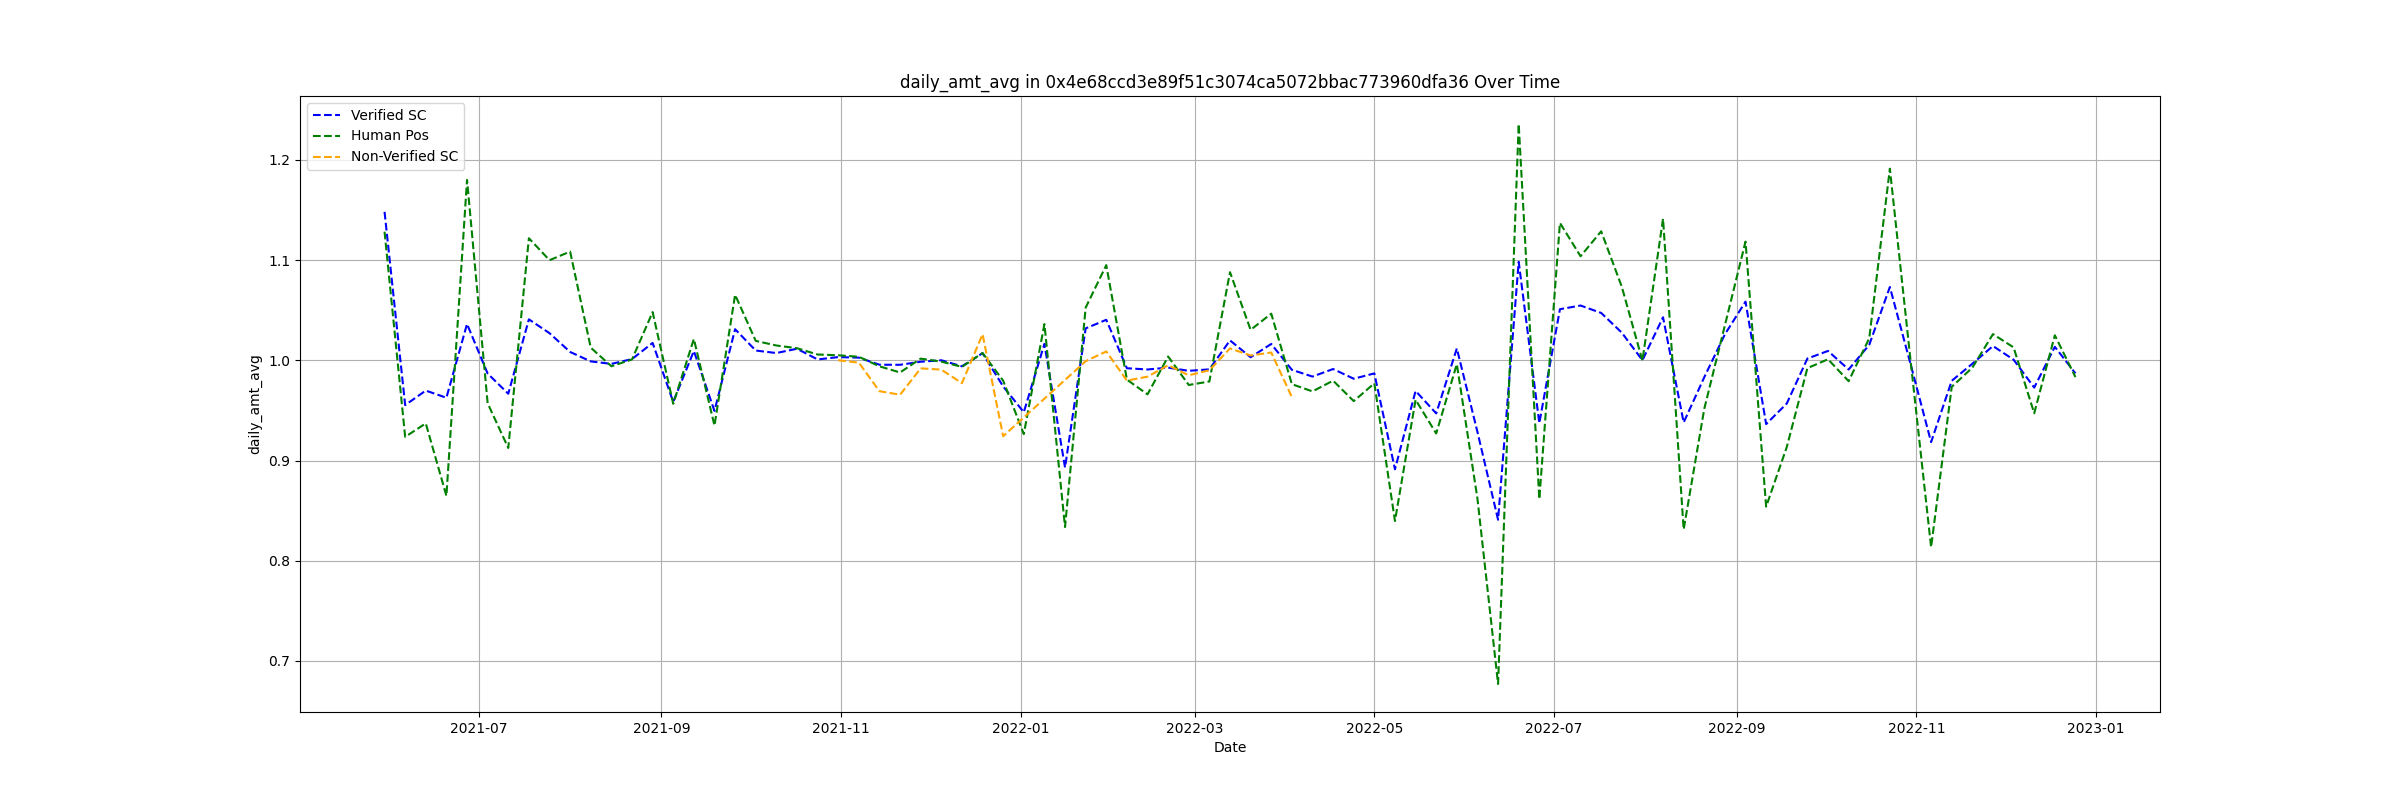 daily_amt_avg in 0x4e68ccd3e89f51c3074ca5072bbac773960dfa36 Over Time
Verified SC
Human Pos
Non-Verified SC
daily_amt_avg
1.2
1.1
1.0
0.9
0.8
0.7
2021-07
2021-09
2021-11
2022-01
2022-03
2022-05
2022-07
2022-09
2022-11
2023-01
Date